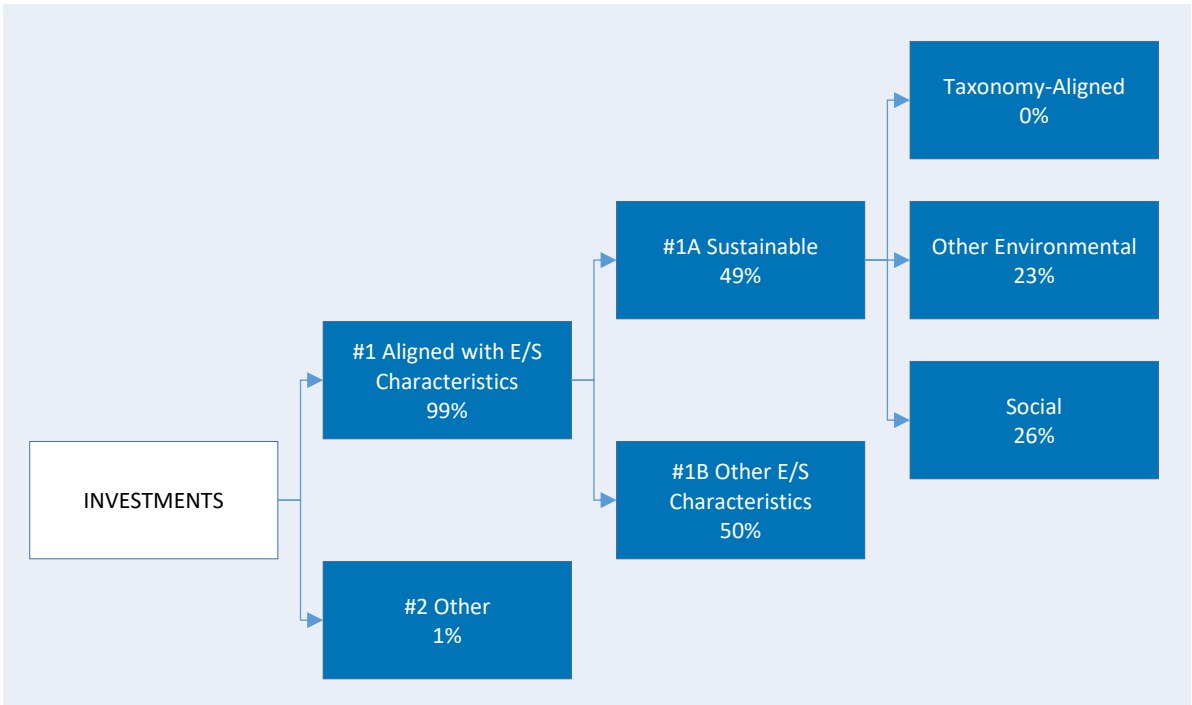 INVESTMENTS
#1 Aligned with E/S
Characteristics
99%
#2 Other
1%
#1A Sustainable
49%
#1B Other E/S
Characteristics
50%
Taxonomy-Aligned
0%
Other Environmental
23%
Social
26%